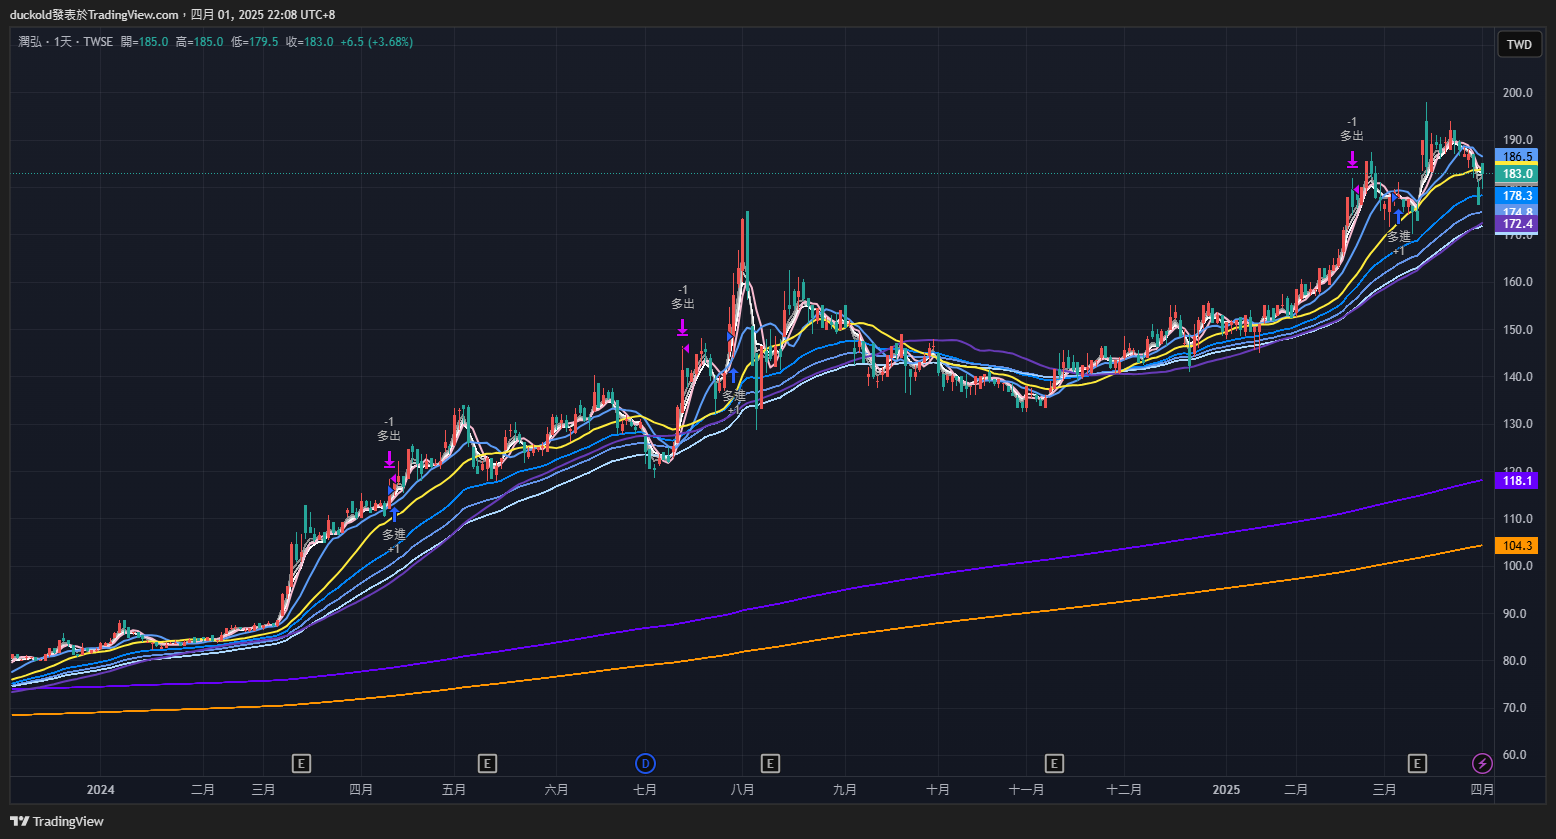 duckold發表於TradingView.com，四月 01, 2025 22:08 UTC+8
潤弘・1天・TWSE 開=185.0 高=185.0 低=179.5 收=183.0 +6.5 (+3.68%)
TWD
200.0
190.0
186.5
183.0
178.3
174.8
172.4
170.0
160.0
150.0
140.0
130.0
120.0
118.1
110.0
104.3
100.0
90.0
80.0
70.0
60.0
-1
多出
-1
多出
-1
多出
多進
+1
多進
+1
多進
+1
E
E
D
E
E
E
2024
二月
三月
四月
五月
六月
七月
八月
九月
十月
十一月
十二月
2025
二月
三月
四月
TradingView